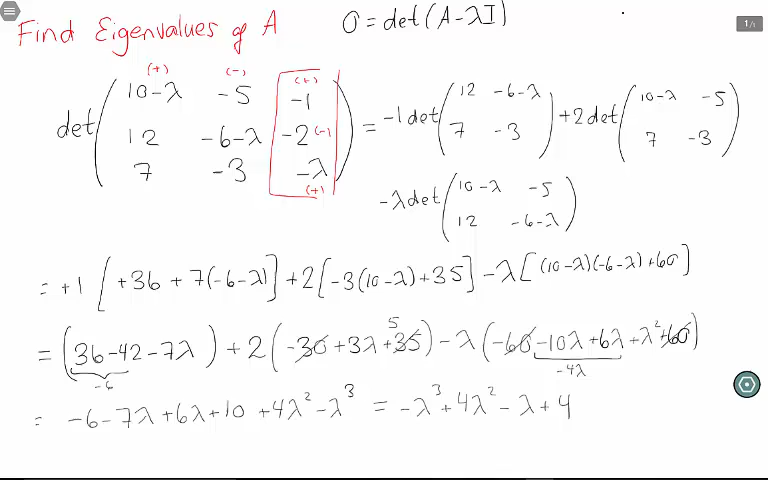 Find Eigenvalues of A
0 = det(A-λI)
1/1
(+) (-) (+)
det( 10-λ -5 -1
12 -6-λ -2 (-)
7 -3 -λ ) (+)
= -1 det( 12 -6-λ
7 -3 ) + 2 det( 10-λ -5
7 -3 )
-λ det( 10-λ -5
12 -6-λ )
= +1 [ +36 + 7(-6-λ) ] + 2 [ -3(10-λ) + 35 ] - λ [ (10-λ)(-6-λ) + 60 ]
= ( 36 - 42 - 7λ ) + 2 ( -30 + 3λ + 35 ) - λ ( -60 - 10λ + 6λ + λ² + 60 )
-6 5 -4λ
= -6 - 7λ + 6λ + 10 + 4λ² - λ³ = -λ³ + 4λ² - λ + 4